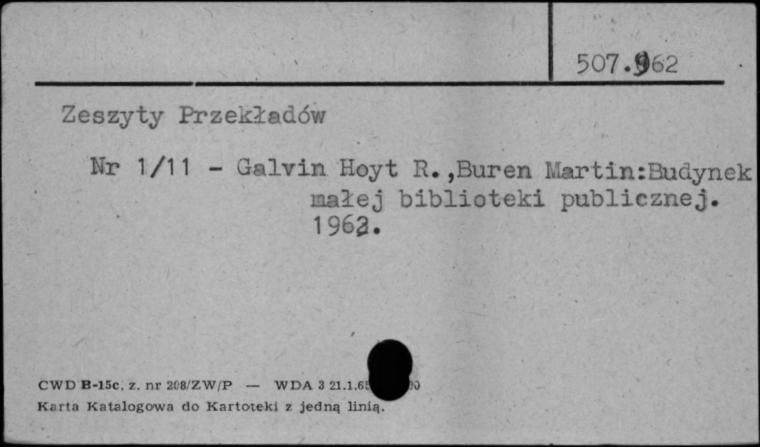 507.962
Zeszyty Przekładów
Nr 1/11 - Galvin Hoyt R.,Buren Martin:Budynek
małej biblioteki publicznej.
1962.
CWD B-15c, z. nr 208/ZW/P — WDA 3 21.1.6
Karta Katalogowa do Kartoteki z jedną linią.